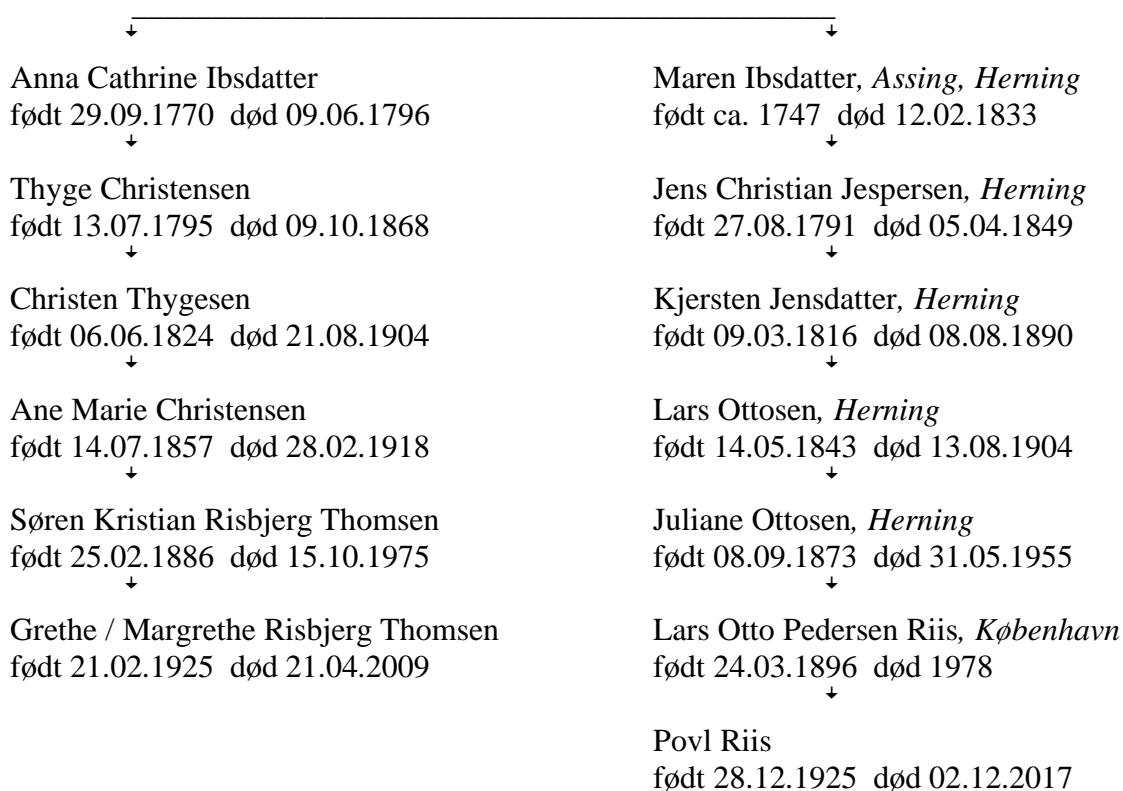 Anna Cathrine Ibsdatter
født 29.09.1770 død 09.06.1796
Thyge Christensen
født 13.07.1795 død 09.10.1868
Christen Thygesen
født 06.06.1824 død 21.08.1904
Ane Marie Christensen
født 14.07.1857 død 28.02.1918
Søren Kristian Risbjerg Thomsen
født 25.02.1886 død 15.10.1975
Grethe / Margrethe Risbjerg Thomsen
født 21.02.1925 død 21.04.2009
Maren Ibsdatter, Assing, Herning
født ca. 1747 død 12.02.1833
Jens Christian Jespersen, Herning
født 27.08.1791 død 05.04.1849
Kjersten Jensdatter, Herning
født 09.03.1816 død 08.08.1890
Lars Ottosen, Herning
født 14.05.1843 død 13.08.1904
Juliane Ottosen, Herning
født 08.09.1873 død 31.05.1955
Lars Otto Pedersen Riis, København
født 24.03.1896 død 1978
Povl Riis
født 28.12.1925 død 02.12.2017